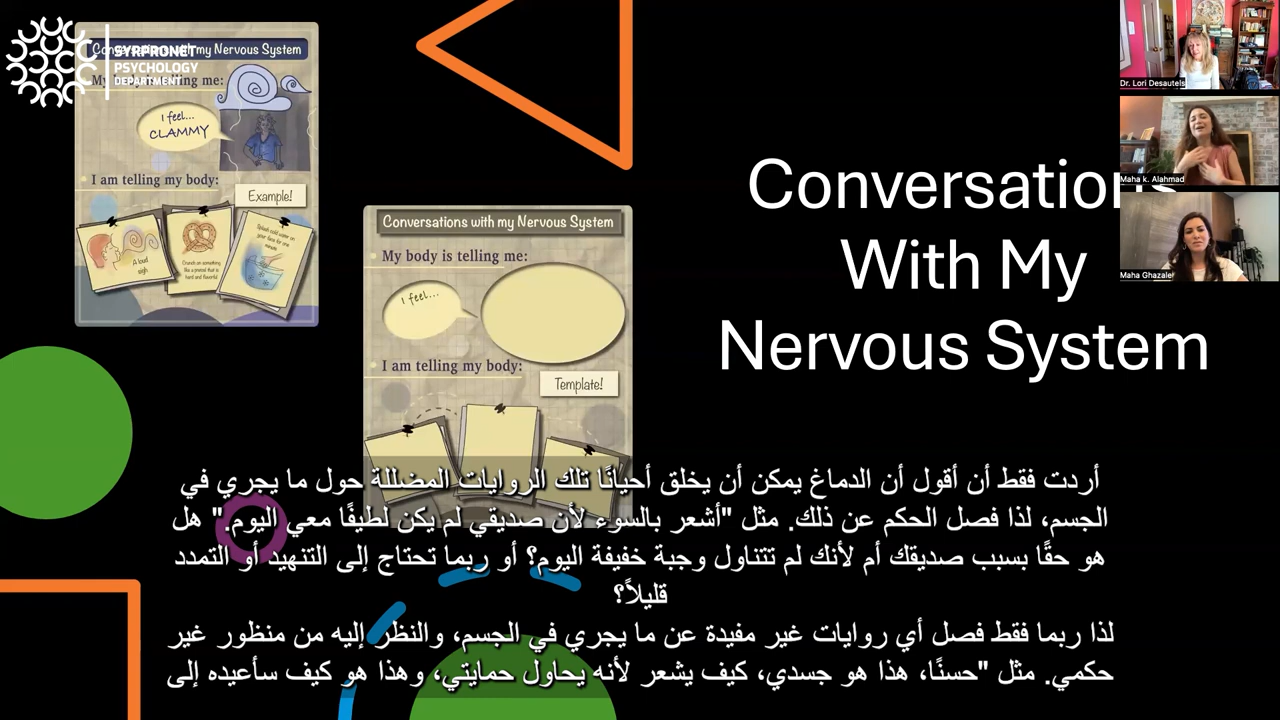 SYRPRONET
PSYCHOLOGY
DEPARTMENT
Conversations with my Nervous System
I feel...
CLAMMY
I am telling my body:
Example!
A loud
sigh
Crunch on something
like a pretzel that is
hard and flavorful
Splash cold water on
your face for one
minute
Conversations with my Nervous System
My body is telling me:
I feel...
I am telling my body:
Template!
Conversations
With My
Nervous System
Dr. Lori Desautels
Maha k. Alahmad
Maha Ghazale
أردت فقط أن أقول أن الدماغ يمكن أن يخلق أحيانًا تلك الروايات المضللة حول ما يجري في
الجسم، لذا فصل الحكم عن ذلك. مثل "أشعر بالسوء لأن صديقي لم يكن لطيفًا معي اليوم." هل
هو حقًا بسبب صديقك أم لأنك لم تتناول وجبة خفيفة اليوم؟ أو ربما تحتاج إلى التنهيد أو التمدد
قليلاً؟
لذا ربما فقط فصل أي روايات غير مفيدة عن ما يجري في الجسم، والنظر إليه من منظور غير
حكمي. مثل "حسنًا، هذا هو جسدي، كيف يشعر لأنه يحاول حمايتي، وهذا هو كيف سأعيده إلى